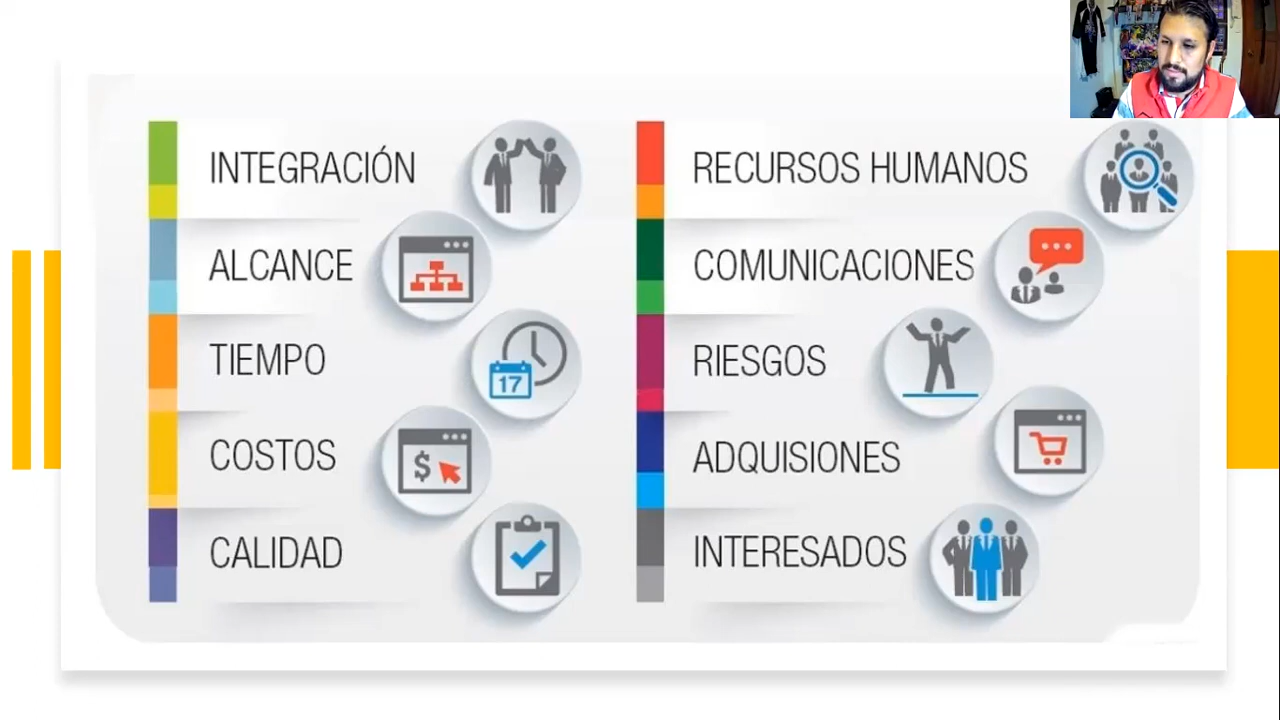 INTEGRACIÓN
ALCANCE
TIEMPO
17
COSTOS
$
CALIDAD
RECURSOS HUMANOS
COMUNICACIONES
RIESGOS
ADQUISIONES
INTERESADOS